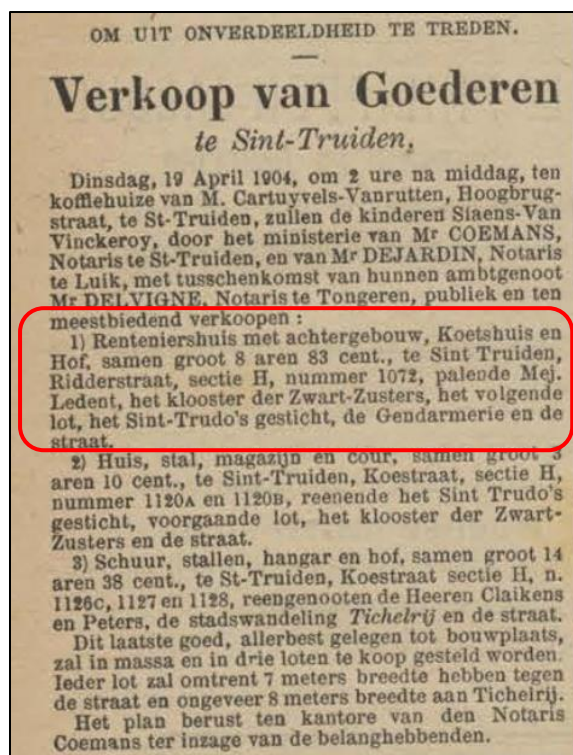 OM UIT ONVERDEELDHEID TE TREDEN.
Verkoop van Goederen
te Sint-Truiden,
Dinsdag, 19 April 1904, om 2 ure na middag, ten
koffiehuize van M. Cartuyvels-Vanrutten, Hoogbrug-
straat, te St-Truiden, zullen de kinderen Siaens-Van
Vinckeroy, door het ministerie van Mr COEMANS,
Notaris te St-Truiden, en van Mr DEJARDIN, Notaris
te Luik, met tusschenkomst van hunnen ambtgenoot
Mr DELVIGNE, Notaris te Tongeren, publiek en ten
meestbiedend verkoopen :
1) Renteniershuis met achtergebouw, Koetshuis en
Hof, samen groot 8 aren 83 cent., te Sint Truiden,
Ridderstraat, sectie H, nummer 1072, palende Mej.
Ledent, het klooster der Zwart-Zusters, het volgende
lot, het Sint-Trudo's gesticht, de Gendarmerie en de
straat.
2) Huis, stal, magazijn en cour, samen groot 3
aren 10 cent., te Sint-Truiden, Koestraat, sectie H,
nummer 1120A en 1120B, reenende het Sint Trudo's
gesticht, voorgaande lot, het klooster der Zwart-
Zusters en de straat.
3) Schuur, stallen, hangar en hof, samen groot 14
aren 38 cent., te St-Truiden, Koestraat sectie H, n.
1126C, 1127 en 1128, reengenooten de Heeren Claikens
en Peters, de stadswandeling Tichelrij en de straat.
Dit laatste goed, allerbest gelegen tot bouwplaats,
zal in massa en in drie loten te koop gesteld worden.
Ieder lot zal omtrent 7 meters breedte hebben tegen
de straat en ongeveer 8 meters breedte aan Tichelrij.
Het plan berust ten kantore van den Notaris
Coemans ter inzage van de belanghebbenden.